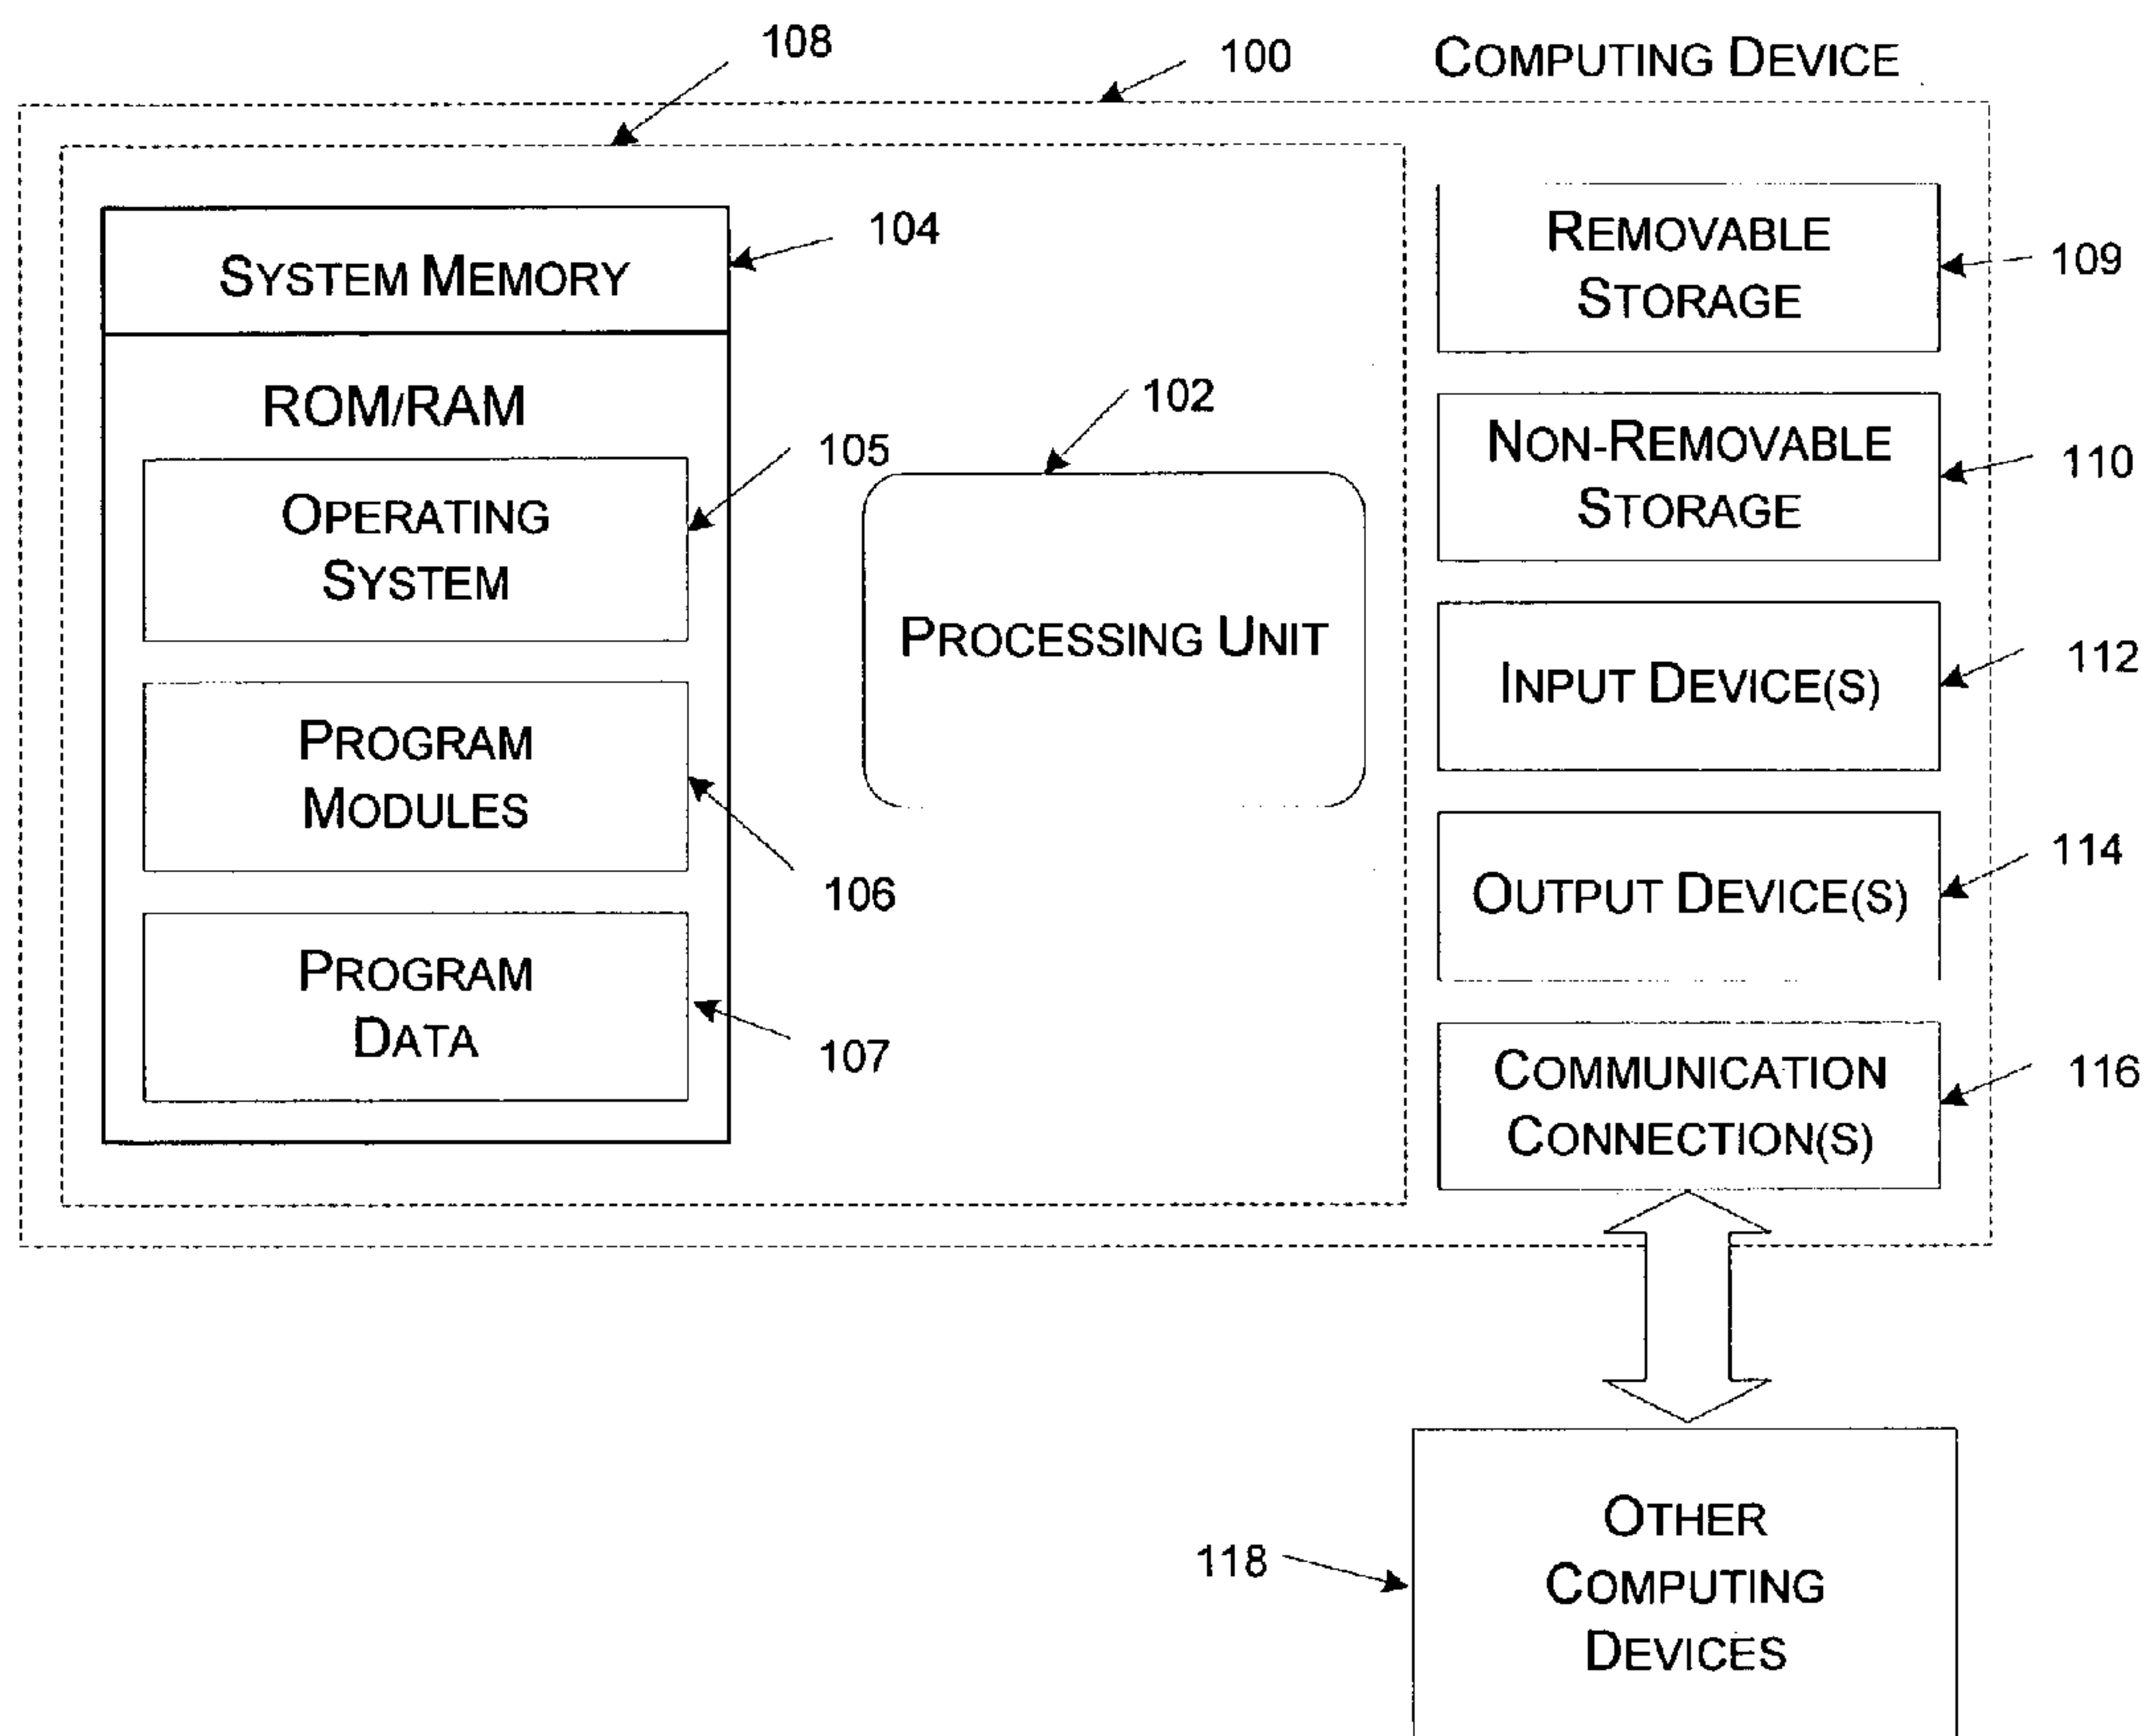 108
100
COMPUTING DEVICE
104
SYSTEM MEMORY
ROM/RAM
105
OPERATING
SYSTEM
PROGRAM
MODULES
106
PROGRAM
DATA
107
102
PROCESSING UNIT
REMOVABLE
STORAGE
109
NON-REMOVABLE
STORAGE
110
INPUT DEVICE(S)
112
OUTPUT DEVICE(S)
114
COMMUNICATION
CONNECTION(S)
116
118
OTHER
COMPUTING
DEVICES